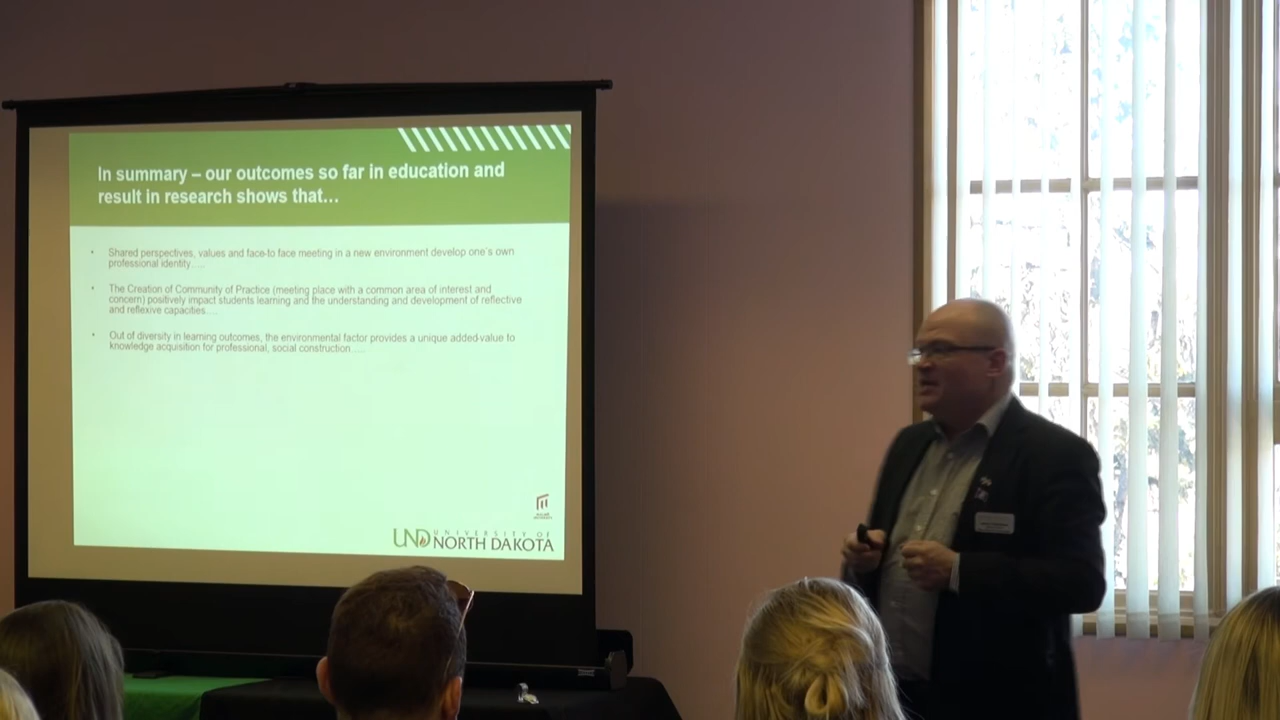 In summary – our outcomes so far in education and
result in research shows that…
• Shared perspectives, values and face-to face meeting in a new environment develop one´s own
professional identity…..
• The Creation of Community of Practice (meeting place with a common area of interest and
concern) positively impact students learning and the understanding and development of reflective
and reflexive capacities….
• Out of diversity in learning outcomes, the environmental factor provides a unique added-value to
knowledge acquisition for professional, social construction…..
UND UNIVERSITY OF
NORTH DAKOTA